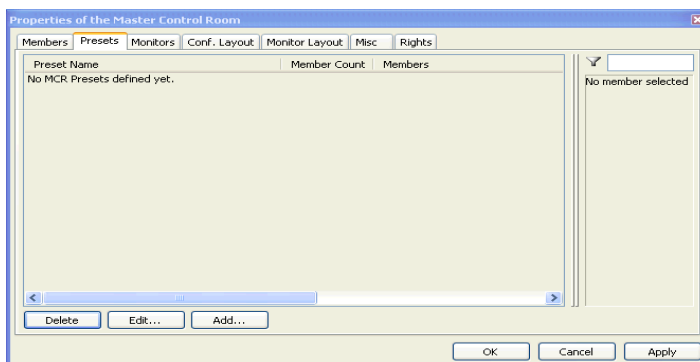 Properties of the Master Control Room
Members Presets Monitors Conf. Layout Monitor Layout Misc Rights
Preset Name Member Count Members
No MCR Presets defined yet.
No member selected
Delete Edit... Add...
OK Cancel Apply